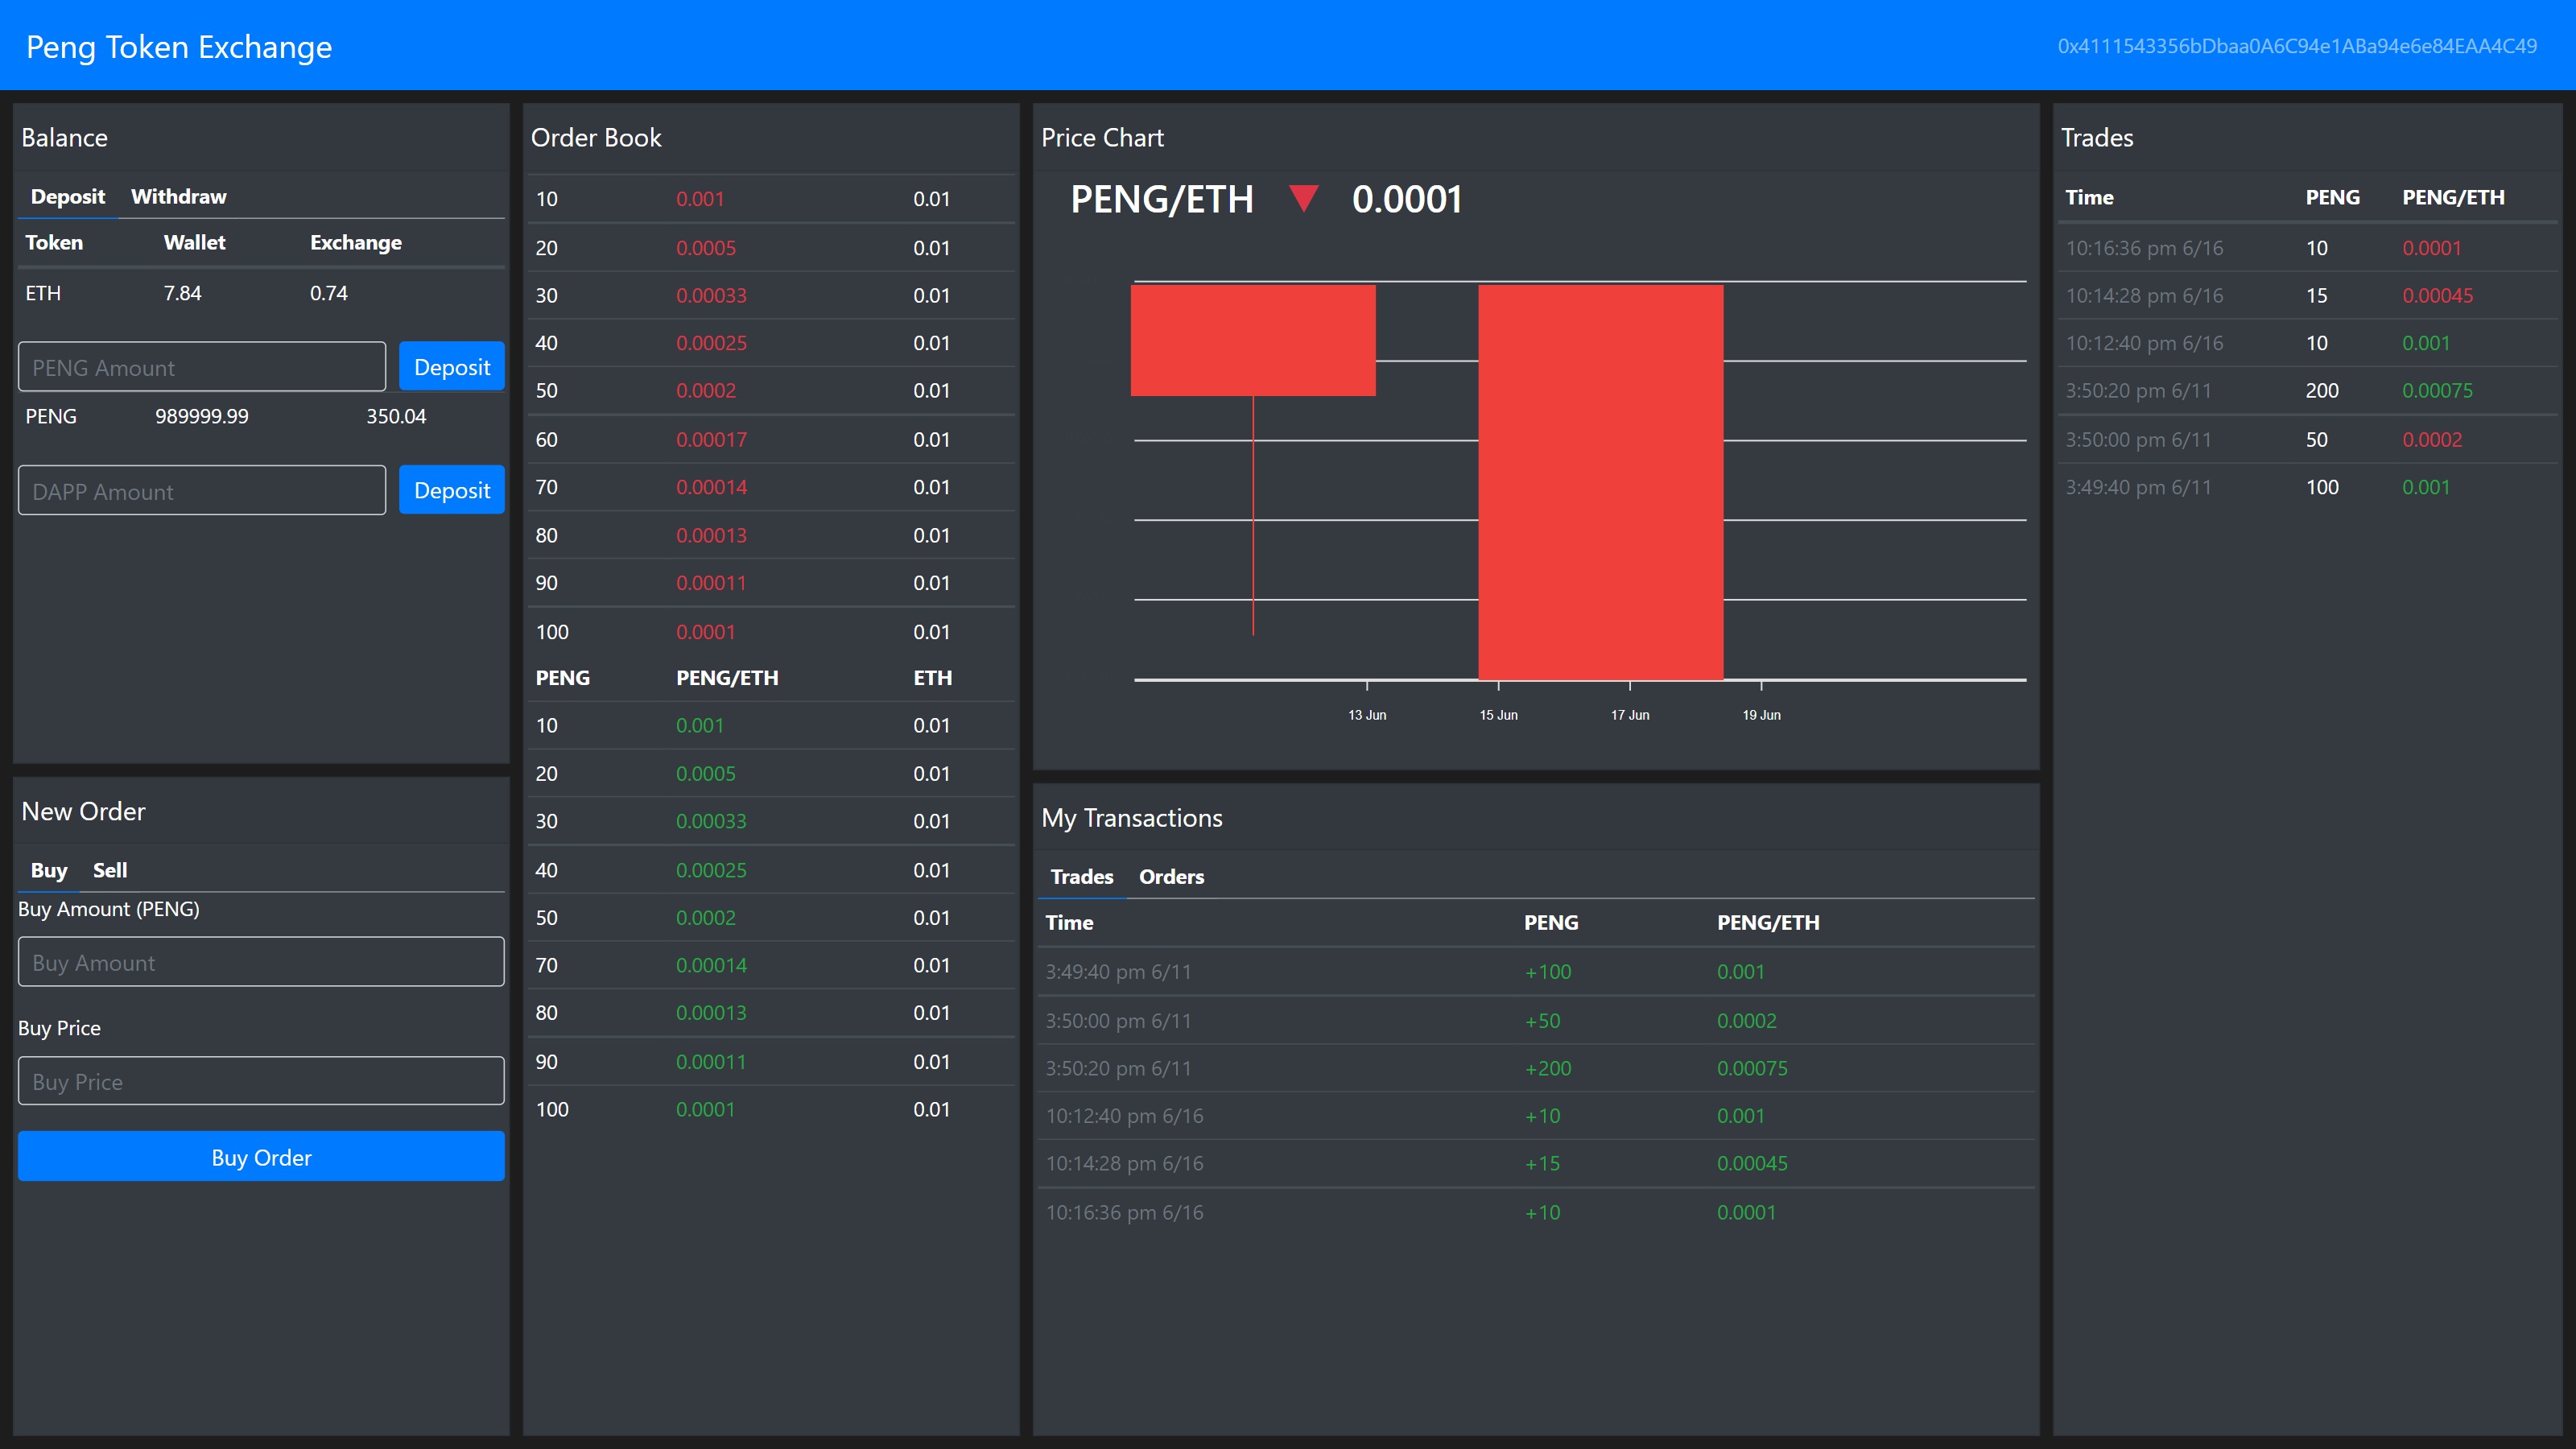 Peng Token Exchange
0x4111543356bDbaa0A6C94e1ABa94e6e84EAA4C49
Balance
Deposit Withdraw
Token Wallet Exchange
ETH 7.84 0.74
PENG Amount Deposit
PENG 989999.99 350.04
DAPP Amount Deposit
New Order
Buy Sell
Buy Amount (PENG)
Buy Amount
Buy Price
Buy Price
Buy Order
Order Book
10 0.001 0.01
20 0.0005 0.01
30 0.00033 0.01
40 0.00025 0.01
50 0.0002 0.01
60 0.00017 0.01
70 0.00014 0.01
80 0.00013 0.01
90 0.00011 0.01
100 0.0001 0.01
PENG PENG/ETH ETH
10 0.001 0.01
20 0.0005 0.01
30 0.00033 0.01
40 0.00025 0.01
50 0.0002 0.01
70 0.00014 0.01
80 0.00013 0.01
90 0.00011 0.01
100 0.0001 0.01
Price Chart
PENG/ETH ▼ 0.0001
13 Jun 15 Jun 17 Jun 19 Jun
My Transactions
Trades Orders
Time PENG PENG/ETH
3:49:40 pm 6/11 +100 0.001
3:50:00 pm 6/11 +50 0.0002
3:50:20 pm 6/11 +200 0.00075
10:12:40 pm 6/16 +10 0.001
10:14:28 pm 6/16 +15 0.00045
10:16:36 pm 6/16 +10 0.0001
Trades
Time PENG PENG/ETH
10:16:36 pm 6/16 10 0.0001
10:14:28 pm 6/16 15 0.00045
10:12:40 pm 6/16 10 0.001
3:50:20 pm 6/11 200 0.00075
3:50:00 pm 6/11 50 0.0002
3:49:40 pm 6/11 100 0.001